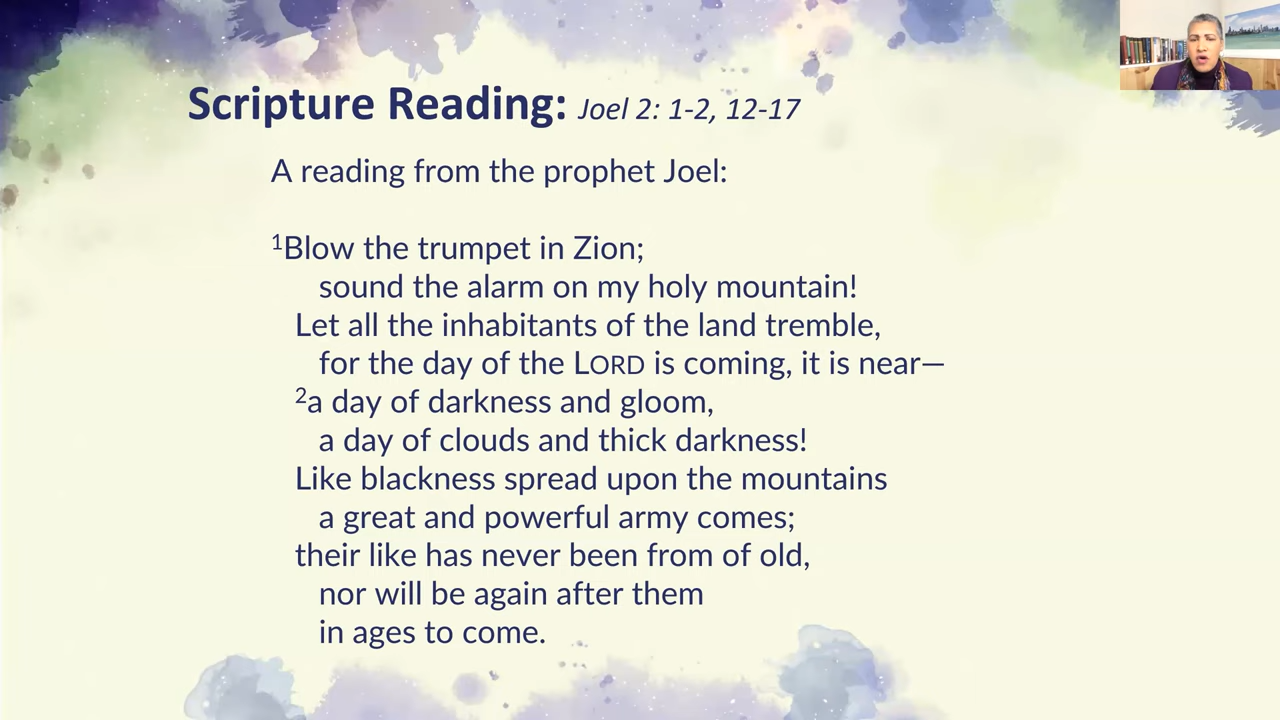 Scripture Reading: Joel 2: 1-2, 12-17
A reading from the prophet Joel:
¹Blow the trumpet in Zion;
sound the alarm on my holy mountain!
Let all the inhabitants of the land tremble,
for the day of the LORD is coming, it is near—
²a day of darkness and gloom,
a day of clouds and thick darkness!
Like blackness spread upon the mountains
a great and powerful army comes;
their like has never been from of old,
nor will be again after them
in ages to come.